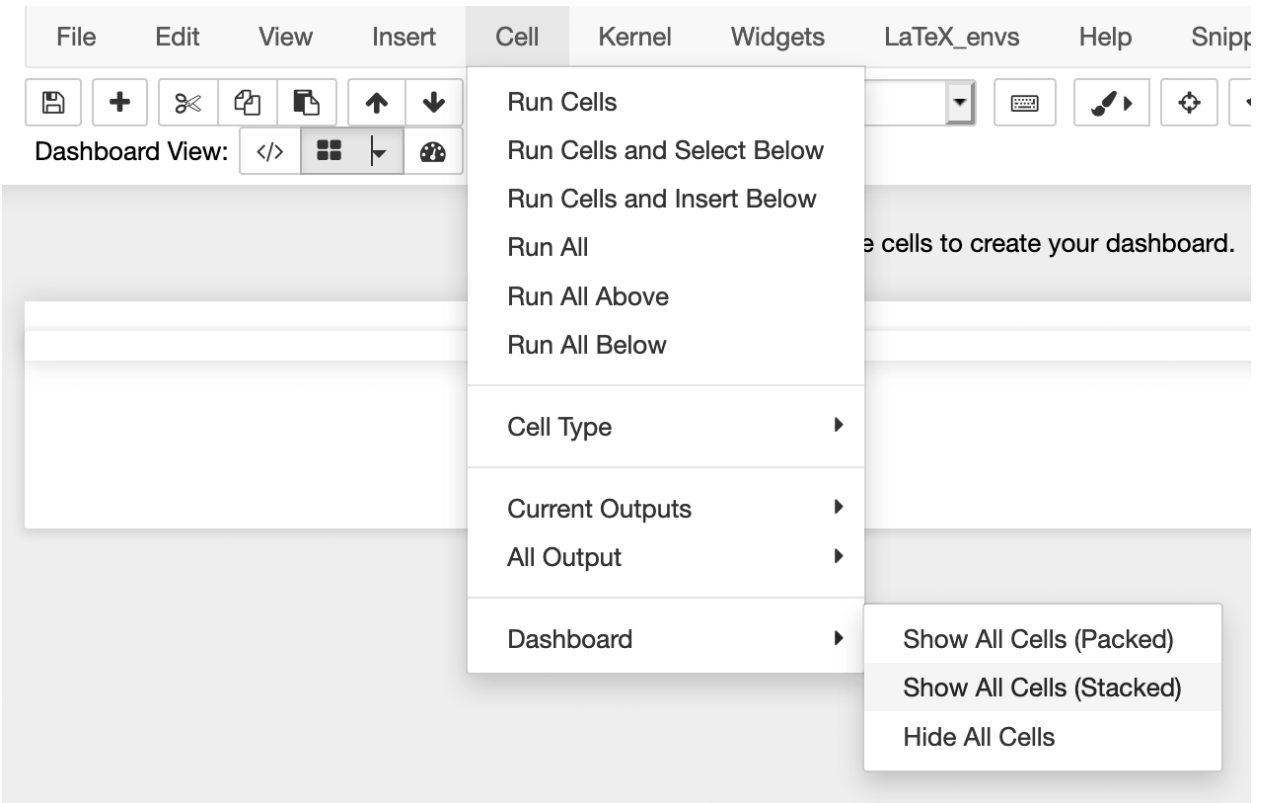 File Edit View Insert Cell Kernel Widgets LaTeX_envs Help Snipp
Dashboard View: </>
Run Cells
Run Cells and Select Below
Run Cells and Insert Below
Run All
Run All Above
Run All Below
e cells to create your dashboard.
Cell Type
Current Outputs
All Output
Dashboard
Show All Cells (Packed)
Show All Cells (Stacked)
Hide All Cells